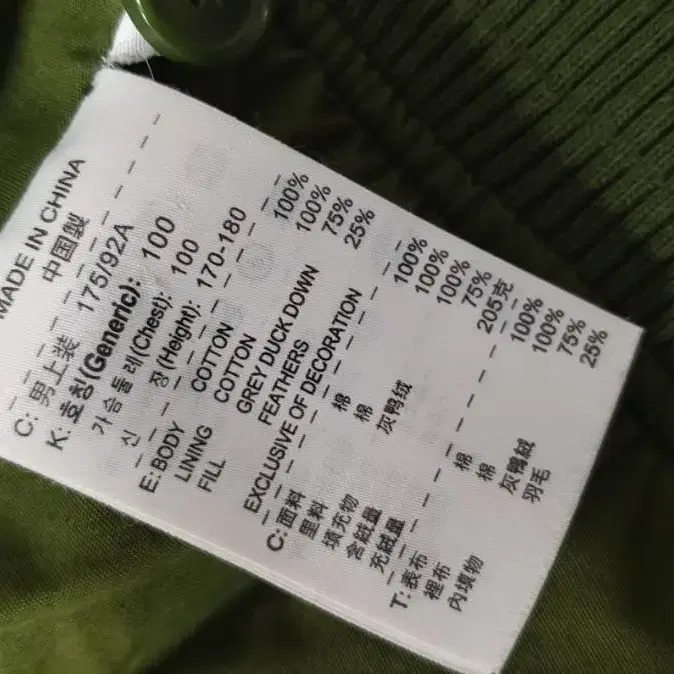 MADE IN CHINA
中国製
C: 男上装 175/92A
K: 호칭(Generic): 100
가슴둘레(Chest): 100
신 장(Height): 170-180
E: BODY COTTON 100%
LINING COTTON 100%
FILL GREY DUCK DOWN 75%
FEATHERS 25%
EXCLUSIVE OF DECORATION
C: 面料 棉 100%
里料 棉 100%
填充物 灰鸭绒 100%
含绒量 75%
充绒量 205克
T: 表布 棉 100%
裡布 棉 100%
內填物 灰鴨絨 75%
羽毛 25%